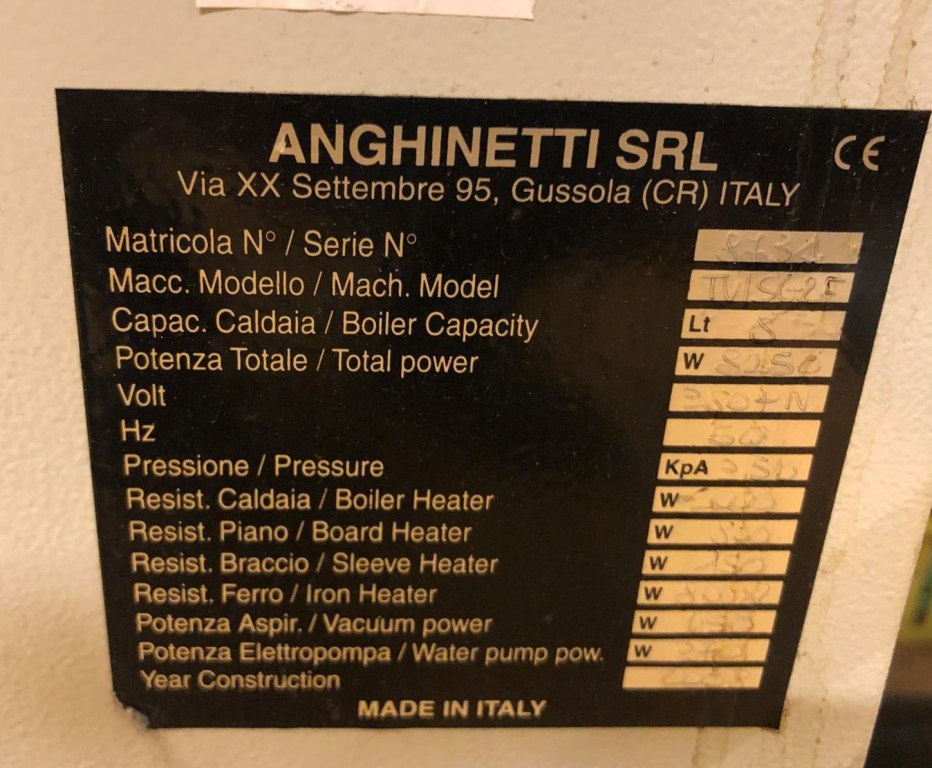 ANGHINETTI SRL CE
Via XX Settembre 95, Gussola (CR) ITALY
Matricola N° / Serie N° 8731
Macc. Modello / Mach. Model
Capac. Caldaia / Boiler Capacity Lt 8
Potenza Totale / Total power W 8250
Volt
Hz
Pressione / Pressure KpA
Resist. Caldaia / Boiler Heater W
Resist. Piano / Board Heater W
Resist. Braccio / Sleeve Heater W
Resist. Ferro / Iron Heater W
Potenza Aspir. / Vacuum power W
Potenza Elettropompa / Water pump pow. W
Year Construction
MADE IN ITALY